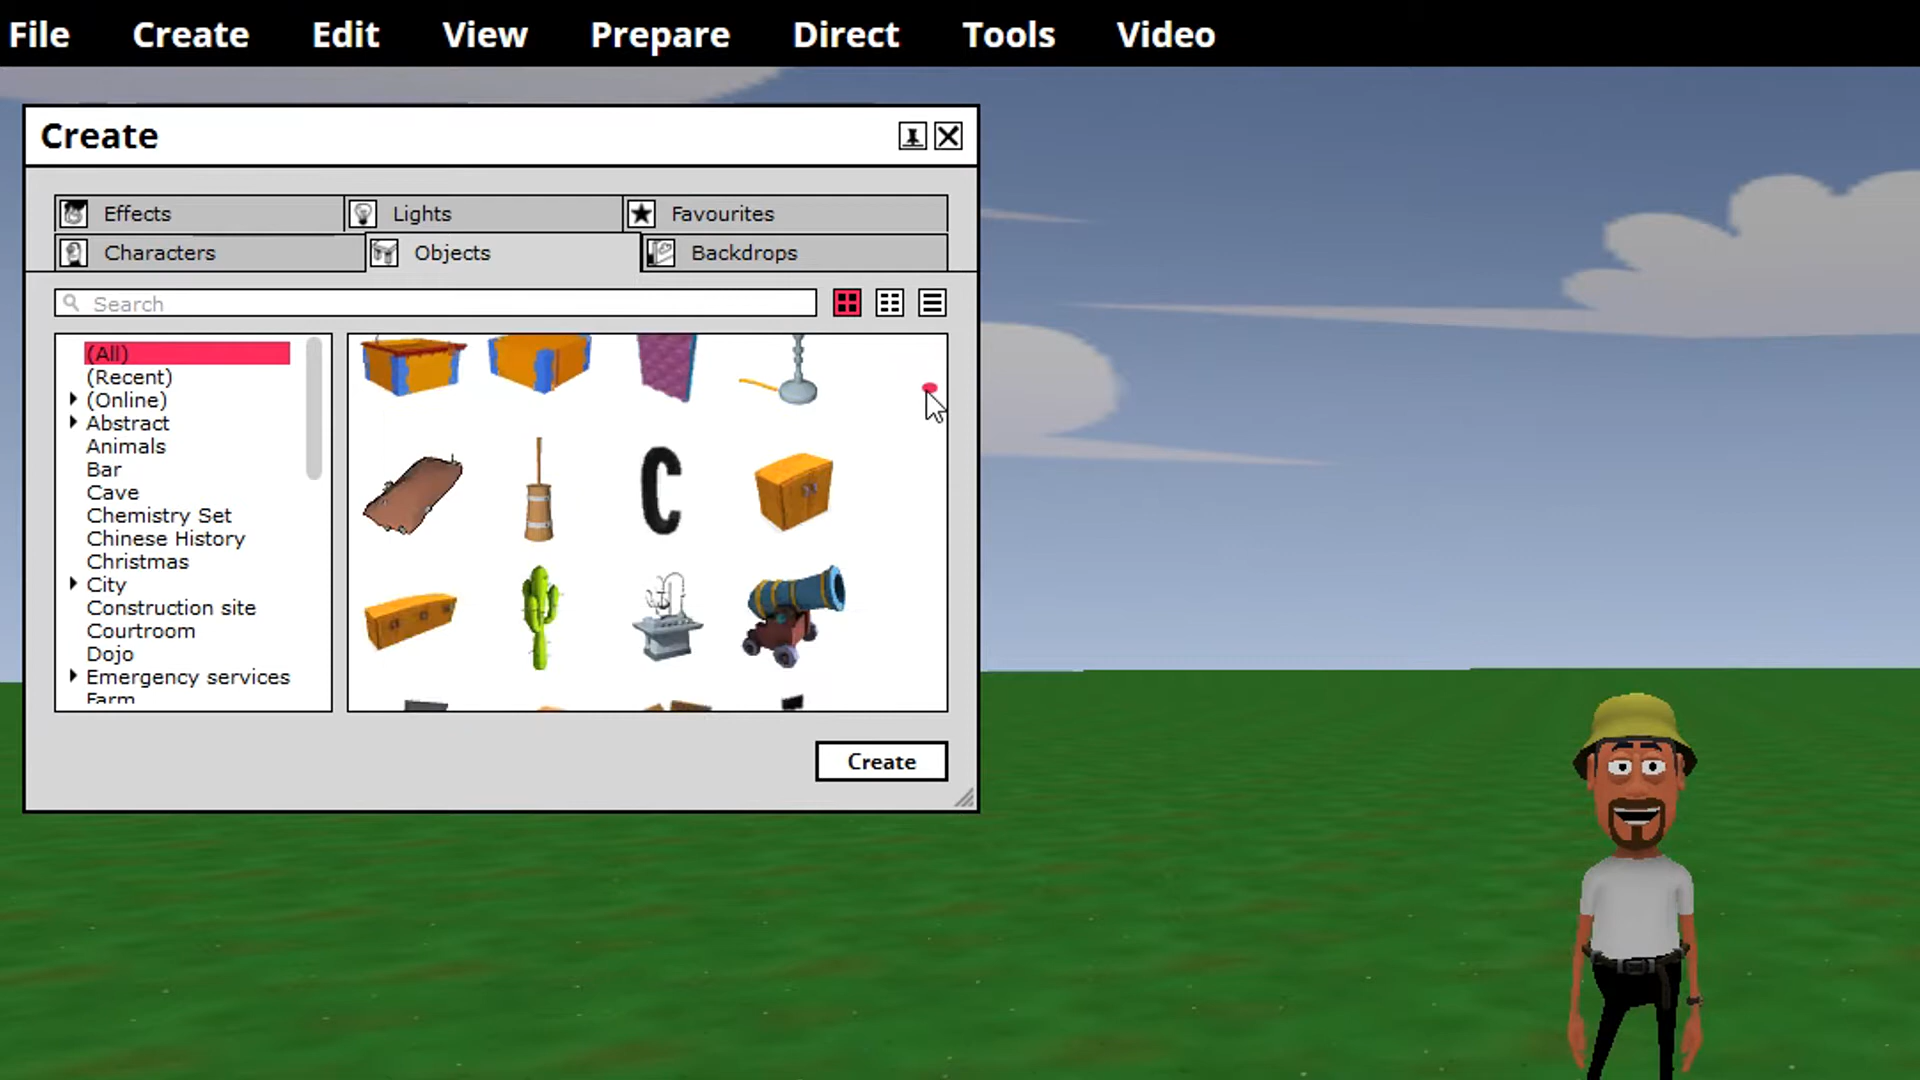 File Create Edit View Prepare Direct Tools Video
Create
Effects Lights Favourites
Characters Objects Backdrops
Search
(All)
(Recent)
(Online)
Abstract
Animals
Bar
Cave
Chemistry Set
Chinese History
Christmas
City
Construction site
Courtroom
Dojo
Emergency services
Farm
C
Create